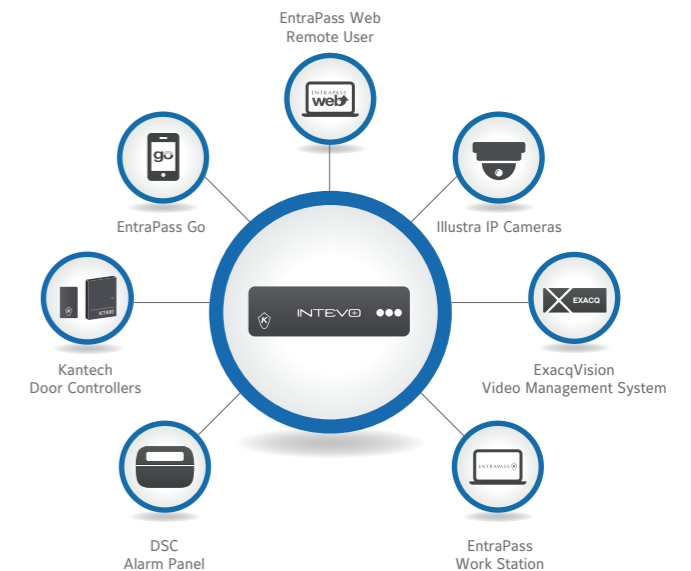 EntraPass Web
Remote User
ENTRAPASS
web
go
EntraPass Go
Illustra IP Cameras
KT400
Kantech
Door Controllers
K
INTEVO
EXACQ
ExacqVision
Video Management System
DSC
Alarm Panel
ENTRAPASS
EntraPass
Work Station